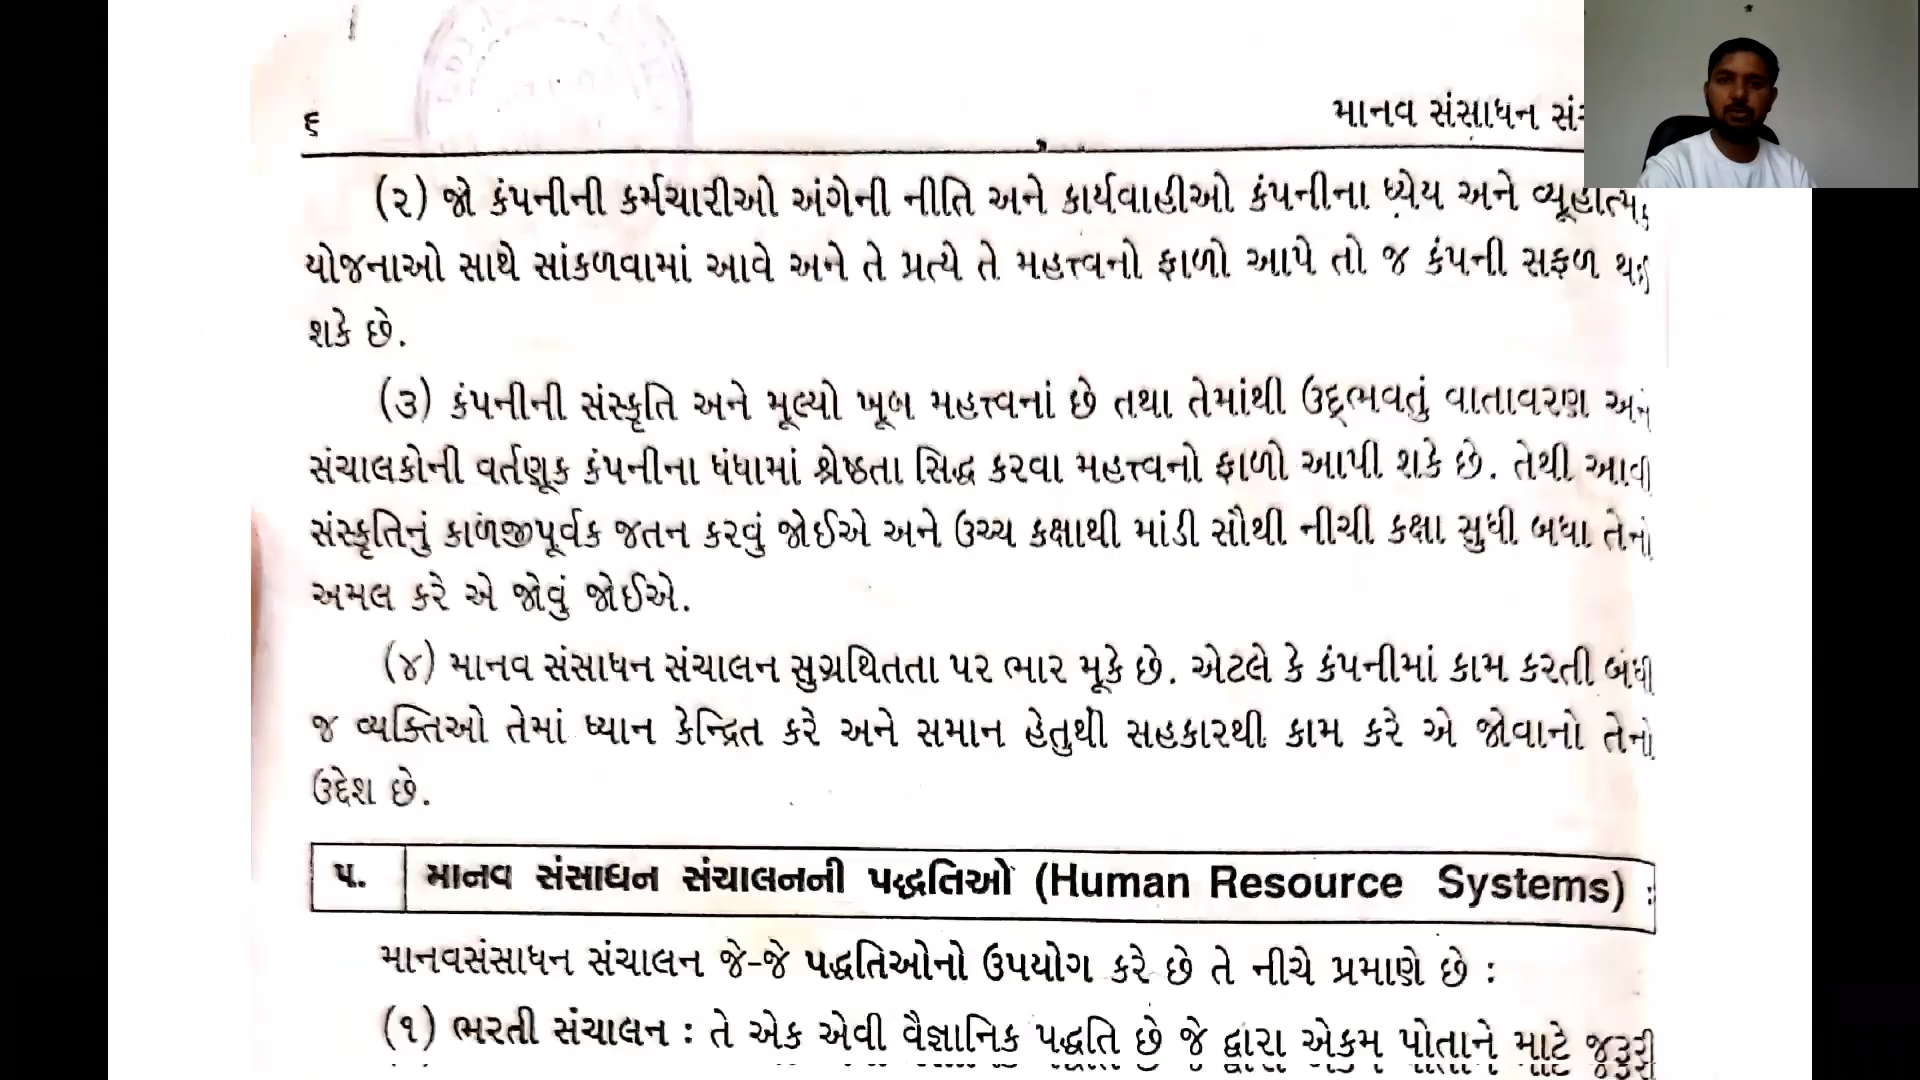 ૬
માનવ સંસાધન
(૨) જો કંપનીની કર્મચારીઓ અંગેની નીતિ અને કાર્યવાહીઓ કંપનીના ધ્યેય અને વ્યૂહાત્મક
યોજનાઓ સાથે સાંકળવામાં આવે અને તે પ્રત્યે તે મહત્ત્વનો ફાળો આપે તો જ કંપની સફળ થઈ
શકે છે.
(૩) કંપનીની સંસ્કૃતિ અને મૂલ્યો ખૂબ મહત્ત્વનાં છે તથા તેમાંથી ઉદ્દભવતું વાતાવરણ અને
સંચાલકોની વર્તણૂક કંપનીના ધંધામાં શ્રેષ્ઠતા સિદ્ધ કરવા મહત્ત્વનો ફાળો આપી શકે છે. તેથી આવી
સંસ્કૃતિનું કાળજીપૂર્વક જતન કરવું જોઈએ અને ઉચ્ચ કક્ષાથી માંડી સૌથી નીચી કક્ષા સુધી બધા તેનો
અમલ કરે એ જોવું જોઈએ.
(૪) માનવ સંસાધન સંચાલન સુગ્રથિતતા પર ભાર મૂકે છે. એટલે કે કંપનીમાં કામ કરતી બધી
જ વ્યક્તિઓ તેમાં ધ્યાન કેન્દ્રિત કરે અને સમાન હેતુથી સહકારથી કામ કરે એ જોવાનો તેનો
ઉદ્દેશ છે.
૫. માનવ સંસાધન સંચાલનની પદ્ધતિઓ (Human Resource Systems) :
માનવસંસાધન સંચાલન જે-જે પદ્ધતિઓનો ઉપયોગ કરે છે તે નીચે પ્રમાણે છે :
(૧) ભરતી સંચાલન : તે એક એવી વૈજ્ઞાનિક પદ્ધતિ છે જે દ્વારા એકમ પોતાને માટે જરૂરી